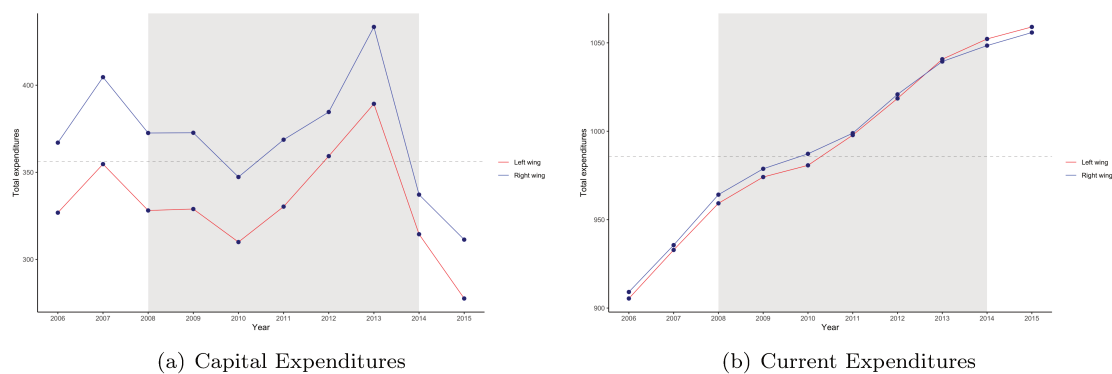 400
350
300
Total expenditures
2006 2007 2008 2009 2010 2011 2012 2013 2014 2015
Year
Left wing
Right wing
(a) Capital Expenditures
1050
1000
950
900
Total expenditures
2006 2007 2008 2009 2010 2011 2012 2013 2014 2015
Year
Left wing
Right wing
(b) Current Expenditures